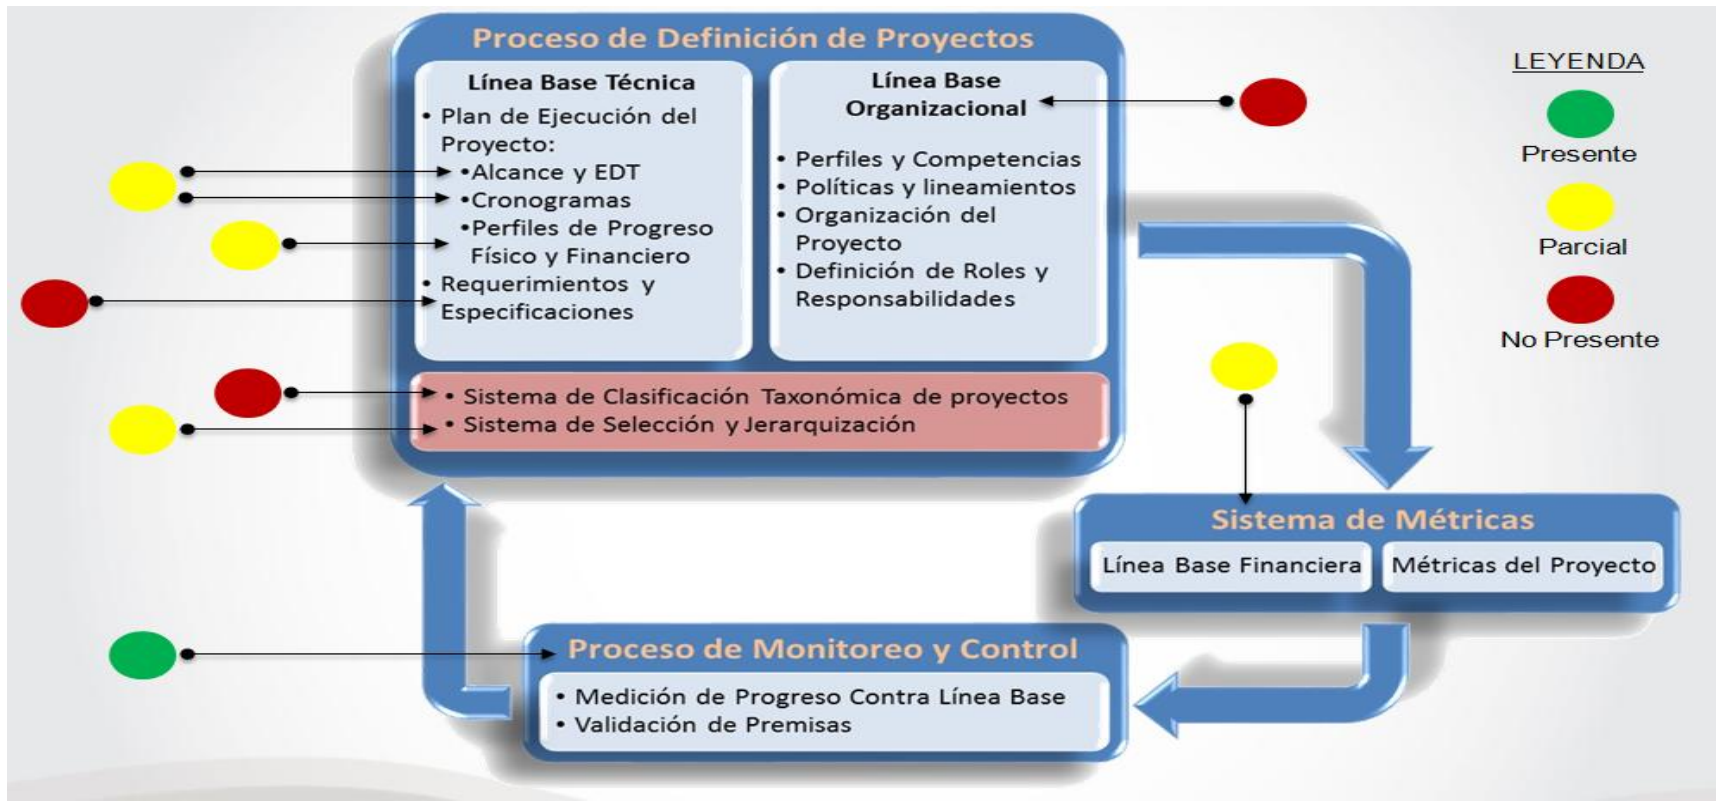 Proceso de Definición de Proyectos
Línea Base Técnica
• Plan de Ejecución del
Proyecto:
•Alcance y EDT
•Cronogramas
•Perfiles de Progreso
Físico y Financiero
• Requerimientos y
Especificaciones
Línea Base
Organizacional
• Perfiles y Competencias
• Políticas y lineamientos
• Organización del
Proyecto
• Definición de Roles y
Responsabilidades
• Sistema de Clasificación Taxonómica de proyectos
• Sistema de Selección y Jerarquización
LEYENDA
Presente
Parcial
No Presente
Sistema de Métricas
Línea Base Financiera
Métricas del Proyecto
Proceso de Monitoreo y Control
• Medición de Progreso Contra Línea Base
• Validación de Premisas